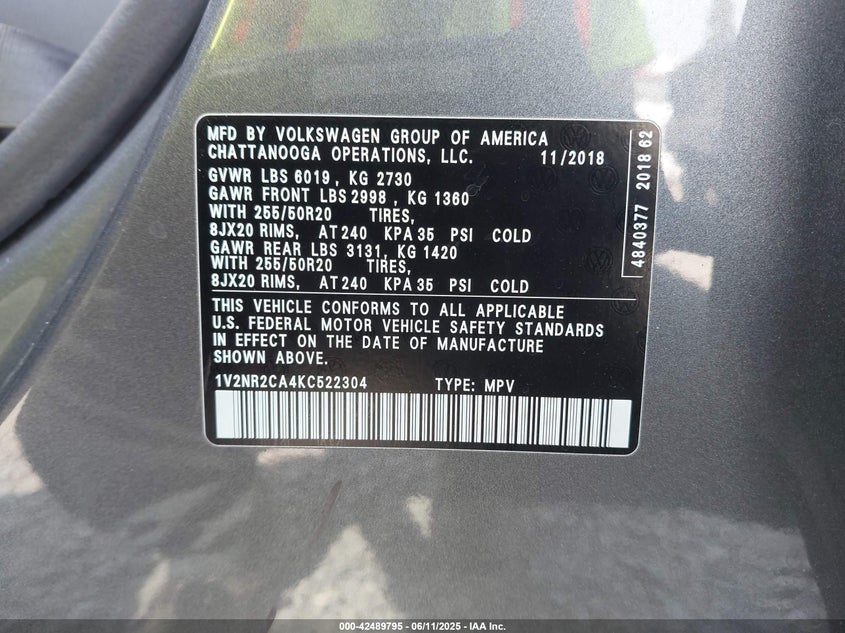 MFD BY VOLKSWAGEN GROUP OF AMERICA
CHATTANOOGA OPERATIONS, LLC. 11/2018
GVWR LBS 6019 , KG 2730
GAWR FRONT LBS 2998 , KG 1360
WITH 255/50R20 TIRES,
8JX20 RIMS, AT 240 KPA 35 PSI COLD
GAWR REAR LBS 3131, KG 1420
WITH 255/50R20 TIRES,
8JX20 RIMS, AT 240 KPA 35 PSI COLD
THIS VEHICLE CONFORMS TO ALL APPLICABLE
U.S. FEDERAL MOTOR VEHICLE SAFETY STANDARDS
IN EFFECT ON THE DATE OF MANUFACTURE
SHOWN ABOVE.
1V2NR2CA4KC522304 TYPE: MPV
4840377 2018 62
000-42489795 - 06/11/2025 - IAA Inc.